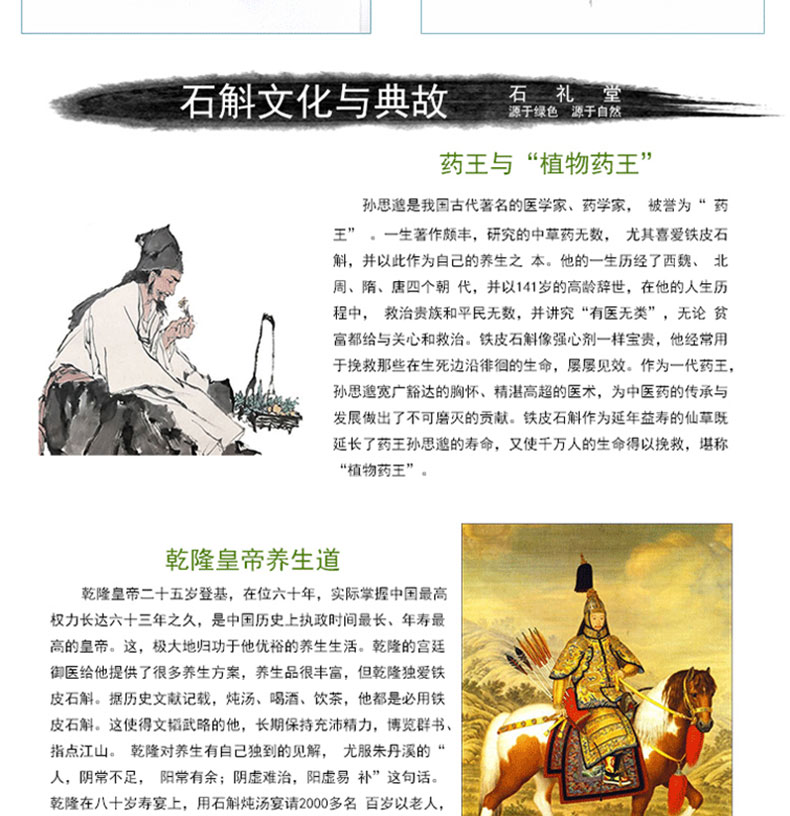 石斛文化与典故
石 礼 堂
源于绿色 源于自然
药王与“植物药王”
孙思邈是我国古代著名的医学家、药学家， 被誉为“ 药
王” 。一生著作颇丰，研究的中草药无数， 尤其喜爱铁皮石
斛，并以此作为自己的养生之 本。他的一生历经了西魏、 北
周、隋、唐四个朝 代，并以141岁的高龄辞世，在他的人生历
程中， 救治贵族和平民无数，并讲究“有医无类”，无论 贫
富都给与关心和救治。铁皮石斛像强心剂一样宝贵，他经常用
于挽救那些在生死边沿徘徊的生命，屡屡见效。作为一代药王，
孙思邈宽广豁达的胸怀、精湛高超的医术，为中医药的传承与
发展做出了不可磨灭的贡献。铁皮石斛作为延年益寿的仙草既
延长了药王孙思邈的寿命，又使千万人的生命得以挽救，堪称
“植物药王”。
乾隆皇帝养生道
乾隆皇帝二十五岁登基，在位六十年，实际掌握中国最高
权力长达六十三年之久，是中国历史上执政时间最长、年寿最
高的皇帝。这，极大地归功于他优裕的养生生活。乾隆的宫廷
御医给他提供了很多养生方案，养生品很丰富，但乾隆独爱铁
皮石斛。据历史文献记载，炖汤、喝酒、饮茶，他都是必用铁
皮石斛。这使得文韬武略的他，长期保持充沛精力，博览群书、
指点江山。 乾隆对养生有自己独到的见解， 尤服朱丹溪的“
人，阴常不足， 阳常有余；阴虚难治，阳虚易 补”这句话。
乾隆在八十岁寿宴上，用石斛炖汤宴请2000多名 百岁以老人，